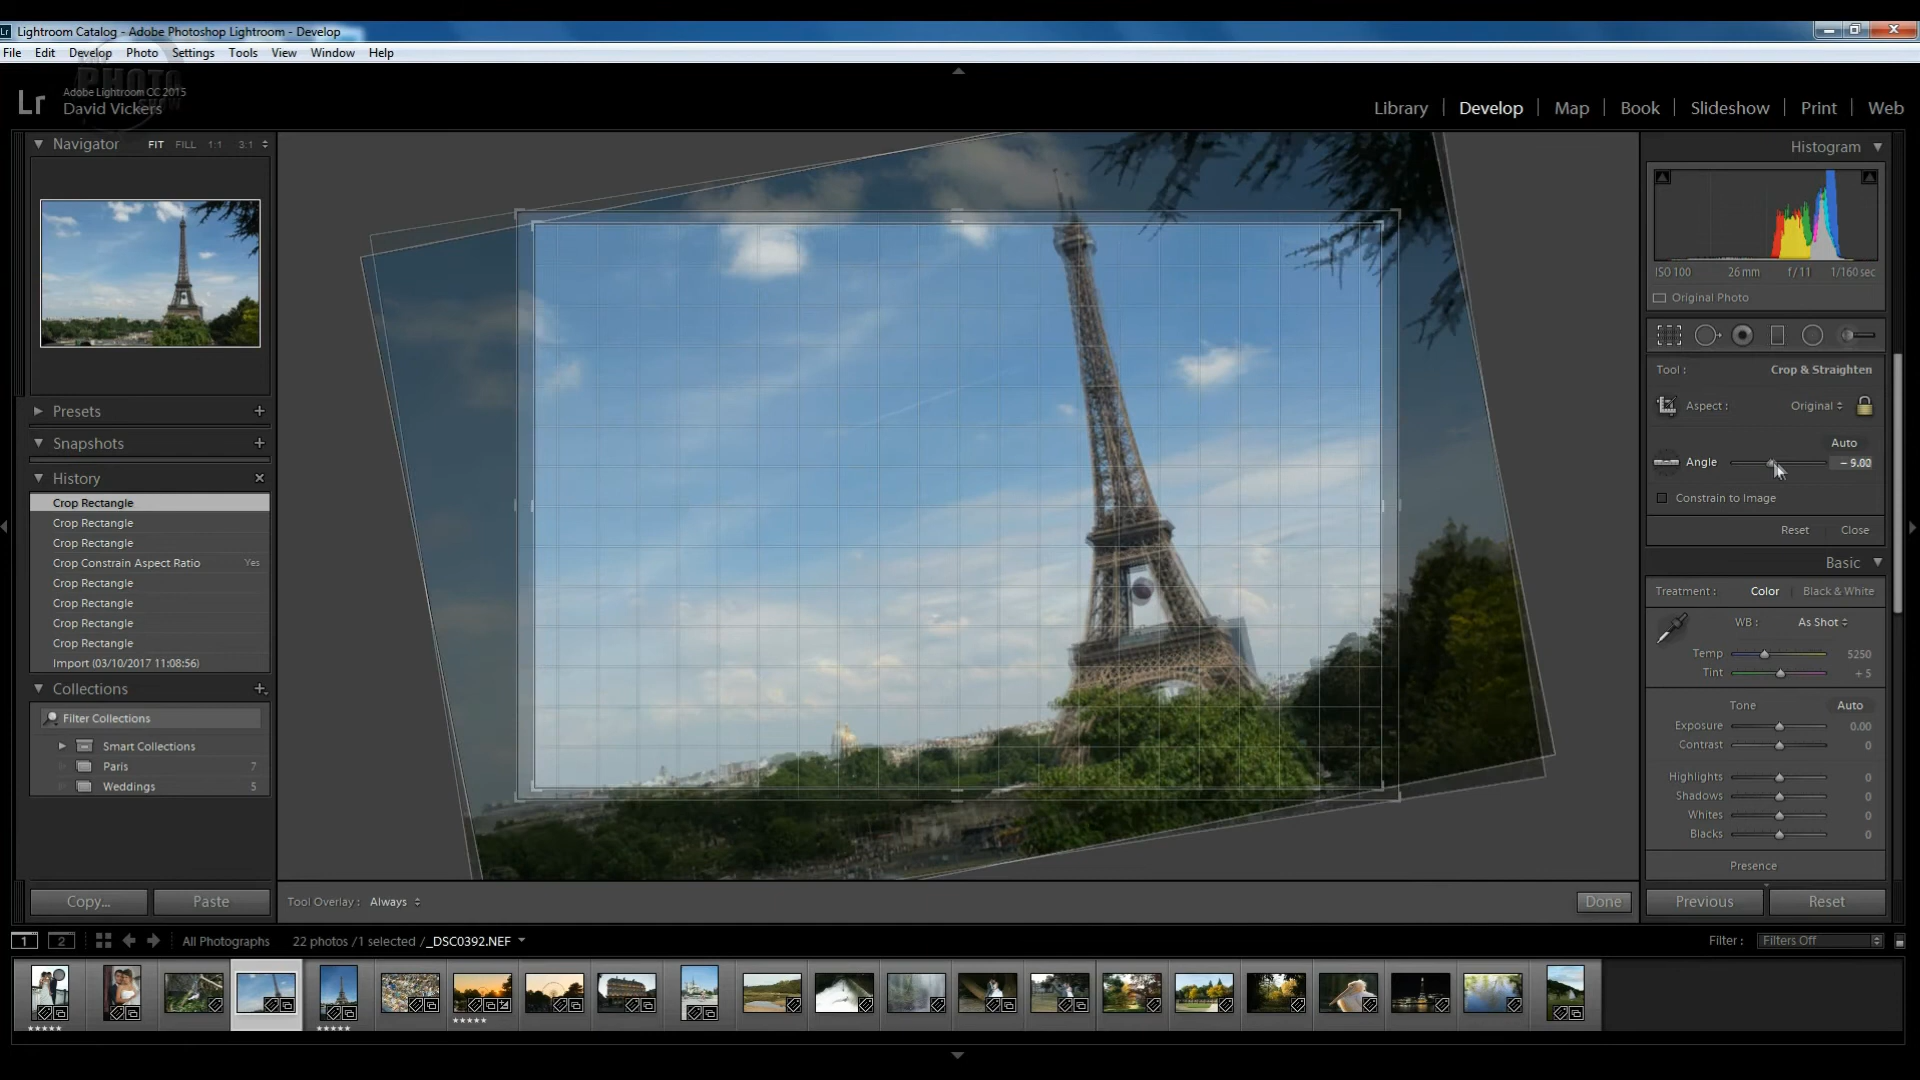 Lightroom Catalog - Adobe Photoshop Lightroom - Develop
File Edit Develop Photo Settings Tools View Window Help
PHOTO
Lr Adobe Lightroom CC 2015
David Vickers
Library Develop Map Book Slideshow Print Web
Navigator FIT FILL 1:1 3:1
Presets
Snapshots
History
Crop Rectangle
Crop Rectangle
Crop Rectangle
Crop Constrain Aspect Ratio Yes
Crop Rectangle
Crop Rectangle
Crop Rectangle
Crop Rectangle
Import (03/10/2017 11:08:56)
Collections
Filter Collections
Smart Collections
Paris 7
Weddings 5
Copy... Paste
Tool Overlay : Always
Done
Histogram
ISO 100 26mm f / 11 1/160 sec
Original Photo
Tool : Crop & Straighten
Aspect : Original
Auto
Angle - 9.00
Constrain to Image
Reset Close
Basic
Treatment : Color Black & White
WB : As Shot
Temp 5250
Tint + 5
Tone Auto
Exposure 0.00
Contrast 0
Highlights 0
Shadows 0
Whites 0
Blacks 0
Presence
Previous Reset
1 2 All Photographs 22 photos /1 selected /_DSC0392.NEF Filter : Filters Off